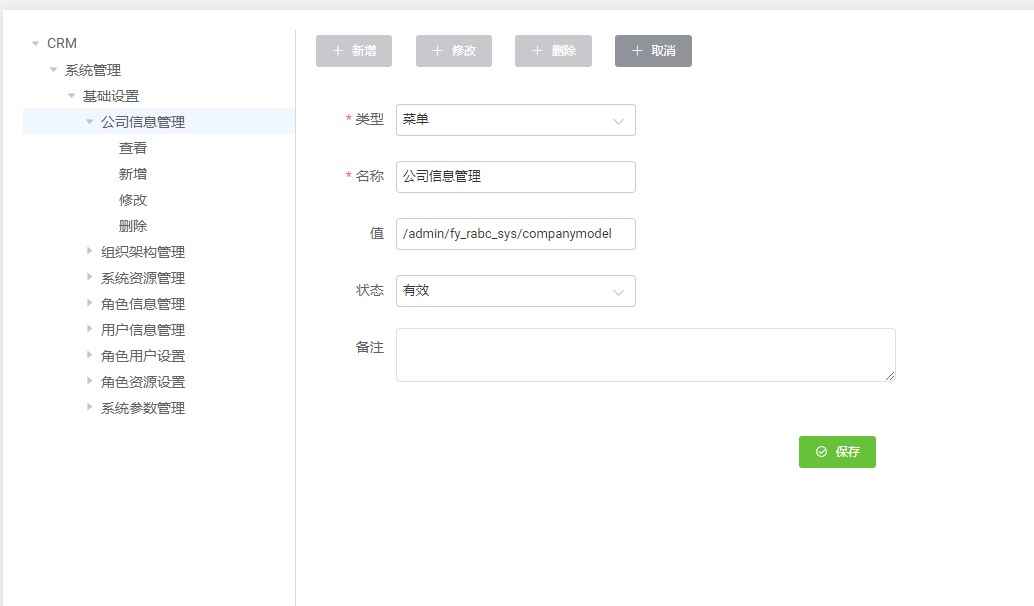 CRM
系统管理
基础设置
公司信息管理
查看
新增
修改
删除
组织架构管理
系统资源管理
角色信息管理
用户信息管理
角色用户设置
角色资源设置
系统参数管理
新增 修改 删除 取消
* 类型 菜单
* 名称 公司信息管理
值 /admin/fy_rabc_sys/companymodel
状态 有效
备注
保存